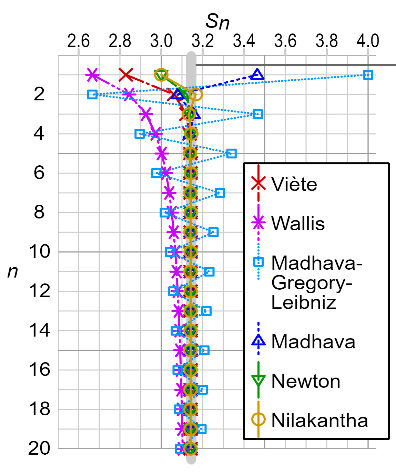 Sn
2.6 2.8 3.0 3.2 3.4 3.6 3.8 4.0
2
4
6
8
n
10
12
14
16
18
20
Viète
Wallis
Madhava-
Gregory-
Leibniz
Madhava
Newton
Nilakantha